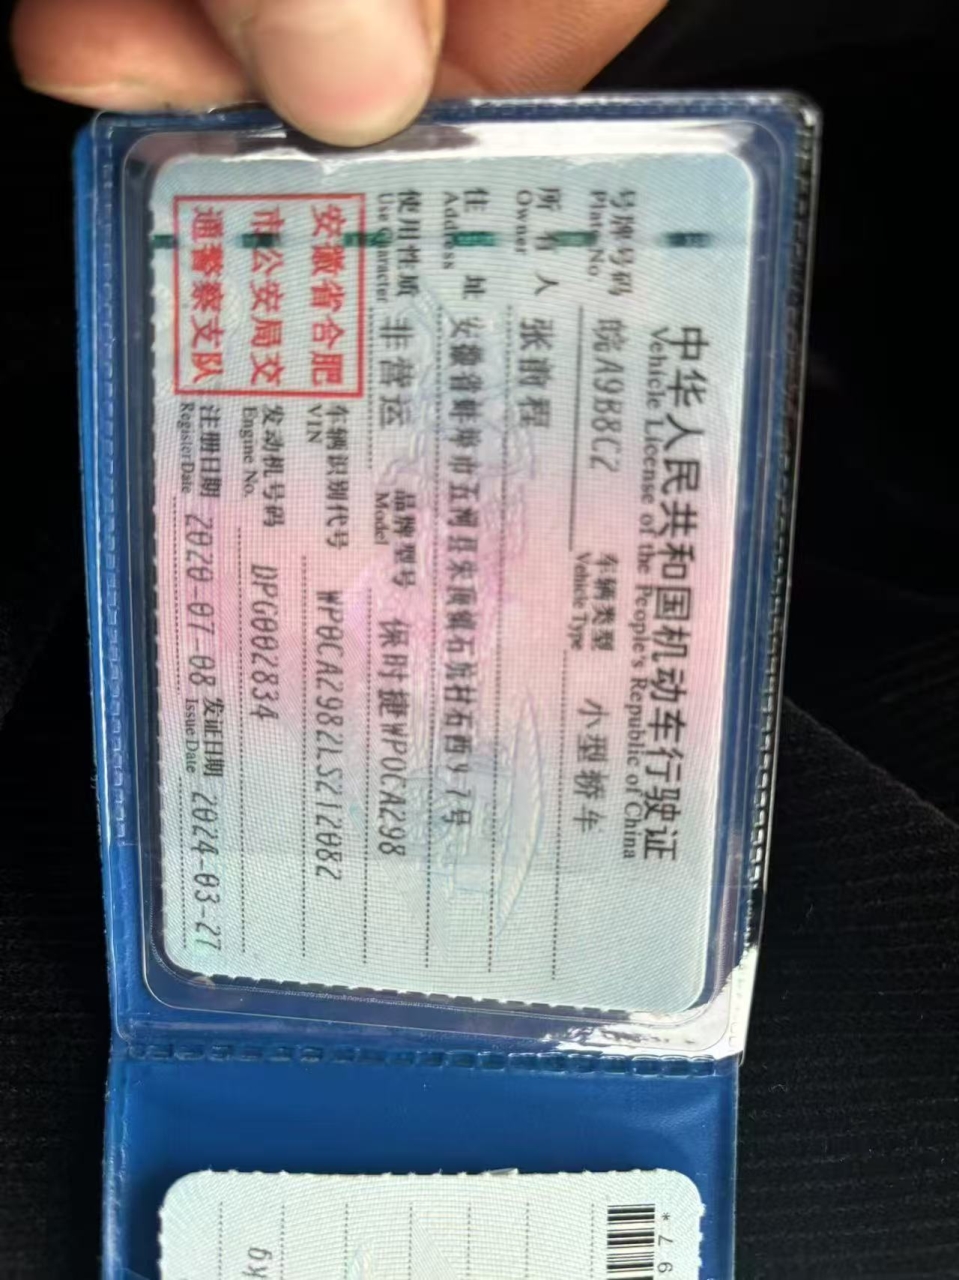 中华人民共和国机动车行驶证
Vehicle License of the People's Republic of China
号牌号码 皖A9B8C2 车辆类型 小型轿车
Plate No. Vehicle Type
所有人 张前程
Owner
住址 安徽省蚌埠市五河县朱顶镇石坑村石西9-7号
Address
使用性质 非营运 品牌型号 保时捷WP0CA298
Use Character Model
安徽省合肥
市公安局交
通警察支队
车辆识别代号 WP0CA2982LS212082
VIN
发动机号码 DPG002834
Engine No.
注册日期 2020-07-08 发证日期 2024-03-27
Register Date Issue Date